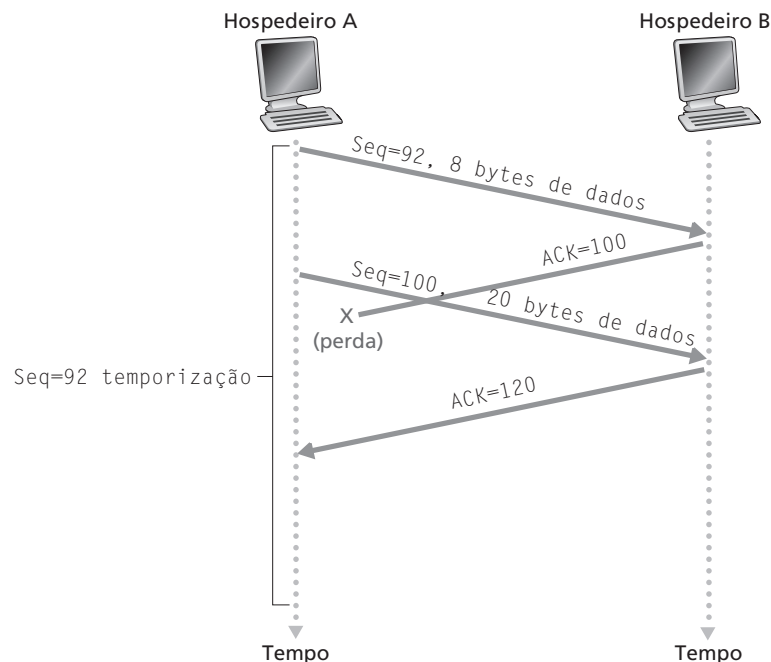 Hospedeiro A
Hospedeiro B
Seq=92, 8 bytes de dados
ACK=100
Seq=100, 20 bytes de dados
X
(perda)
Seq=92 temporização
ACK=120
Tempo
Tempo